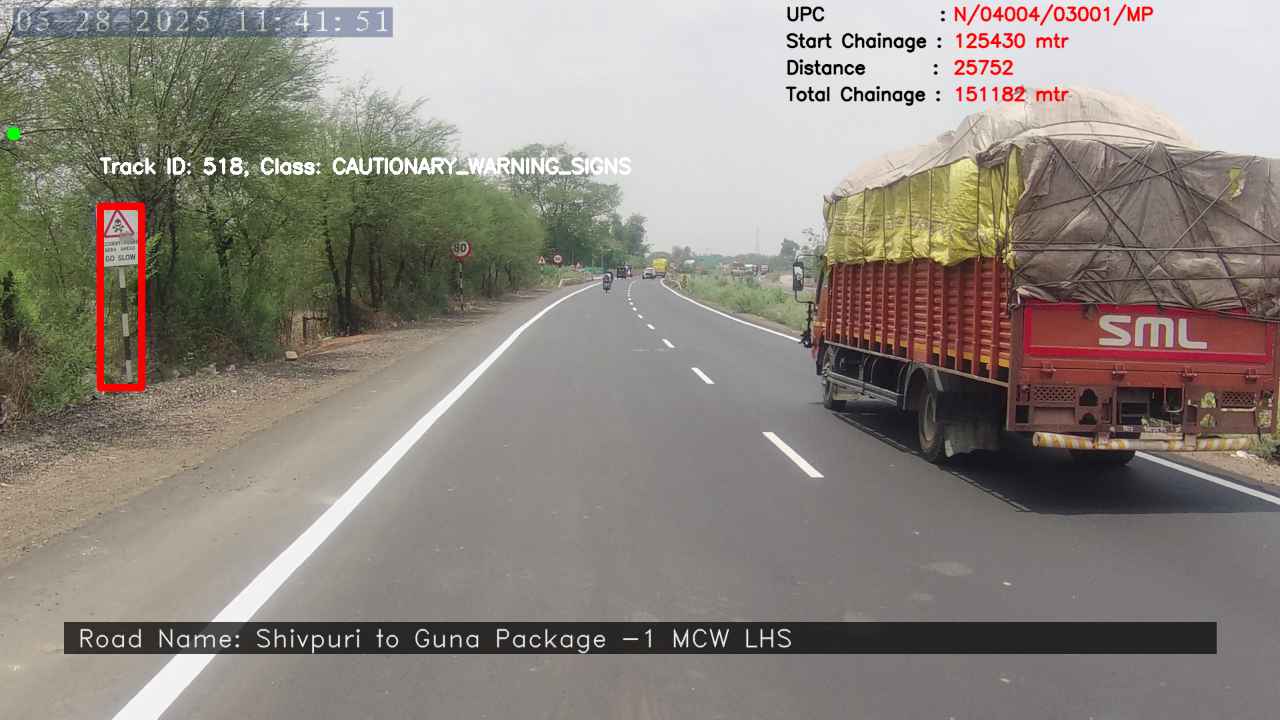 05-28-2025 11:41:51
UPC : N/04004/03001/MP
Start Chainage : 125430 mtr
Distance : 25752
Total Chainage : 151182 mtr
Track ID: 518, Class: CAUTIONARY_WARNING_SIGNS
AREA AHEAD
GO SLOW
80
SML
Road Name: Shivpuri to Guna Package -1 MCW LHS